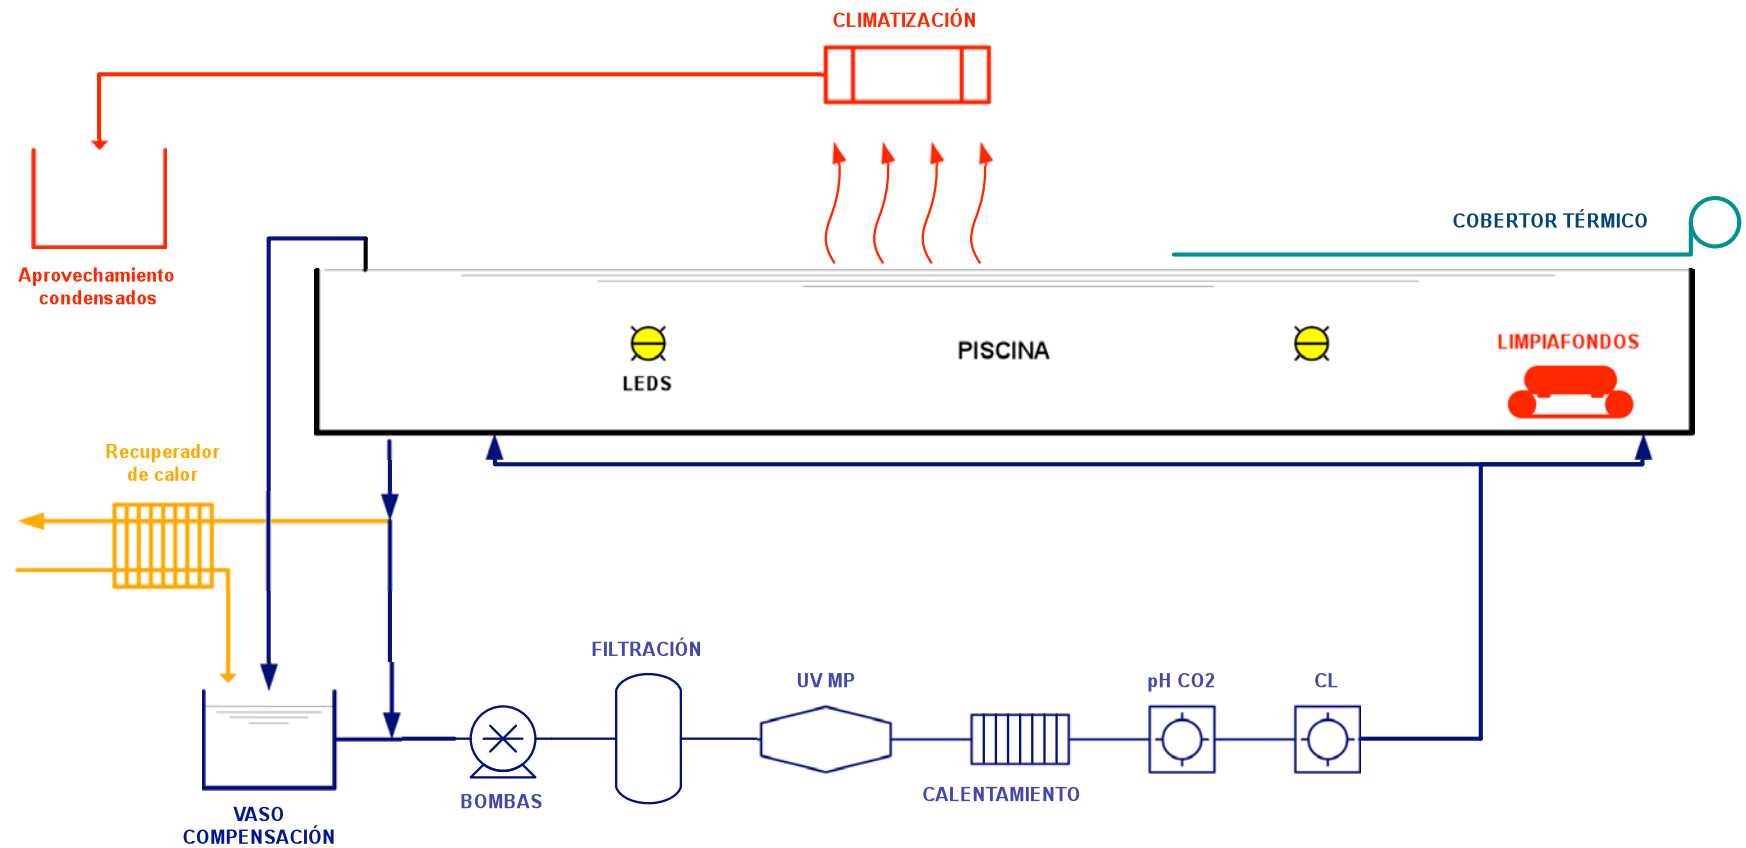 CLIMATIZACIÓN
COBERTOR TÉRMICO
Aprovechamiento
condensados
LIMPIAFONDOS
PISCINA
LEDS
Recuperador
de calor
FILTRACIÓN
UV MP
pH CO2
CL
CALENTAMIENTO
BOMBAS
VASO
COMPENSACIÓN